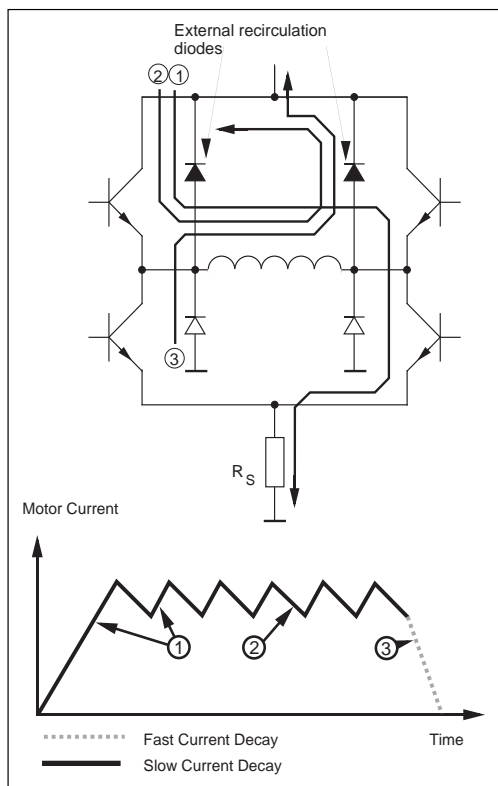 External recirculation
diodes
② ①
③
R S
Motor Current
① ② ③
Fast Current Decay Time
Slow Current Decay